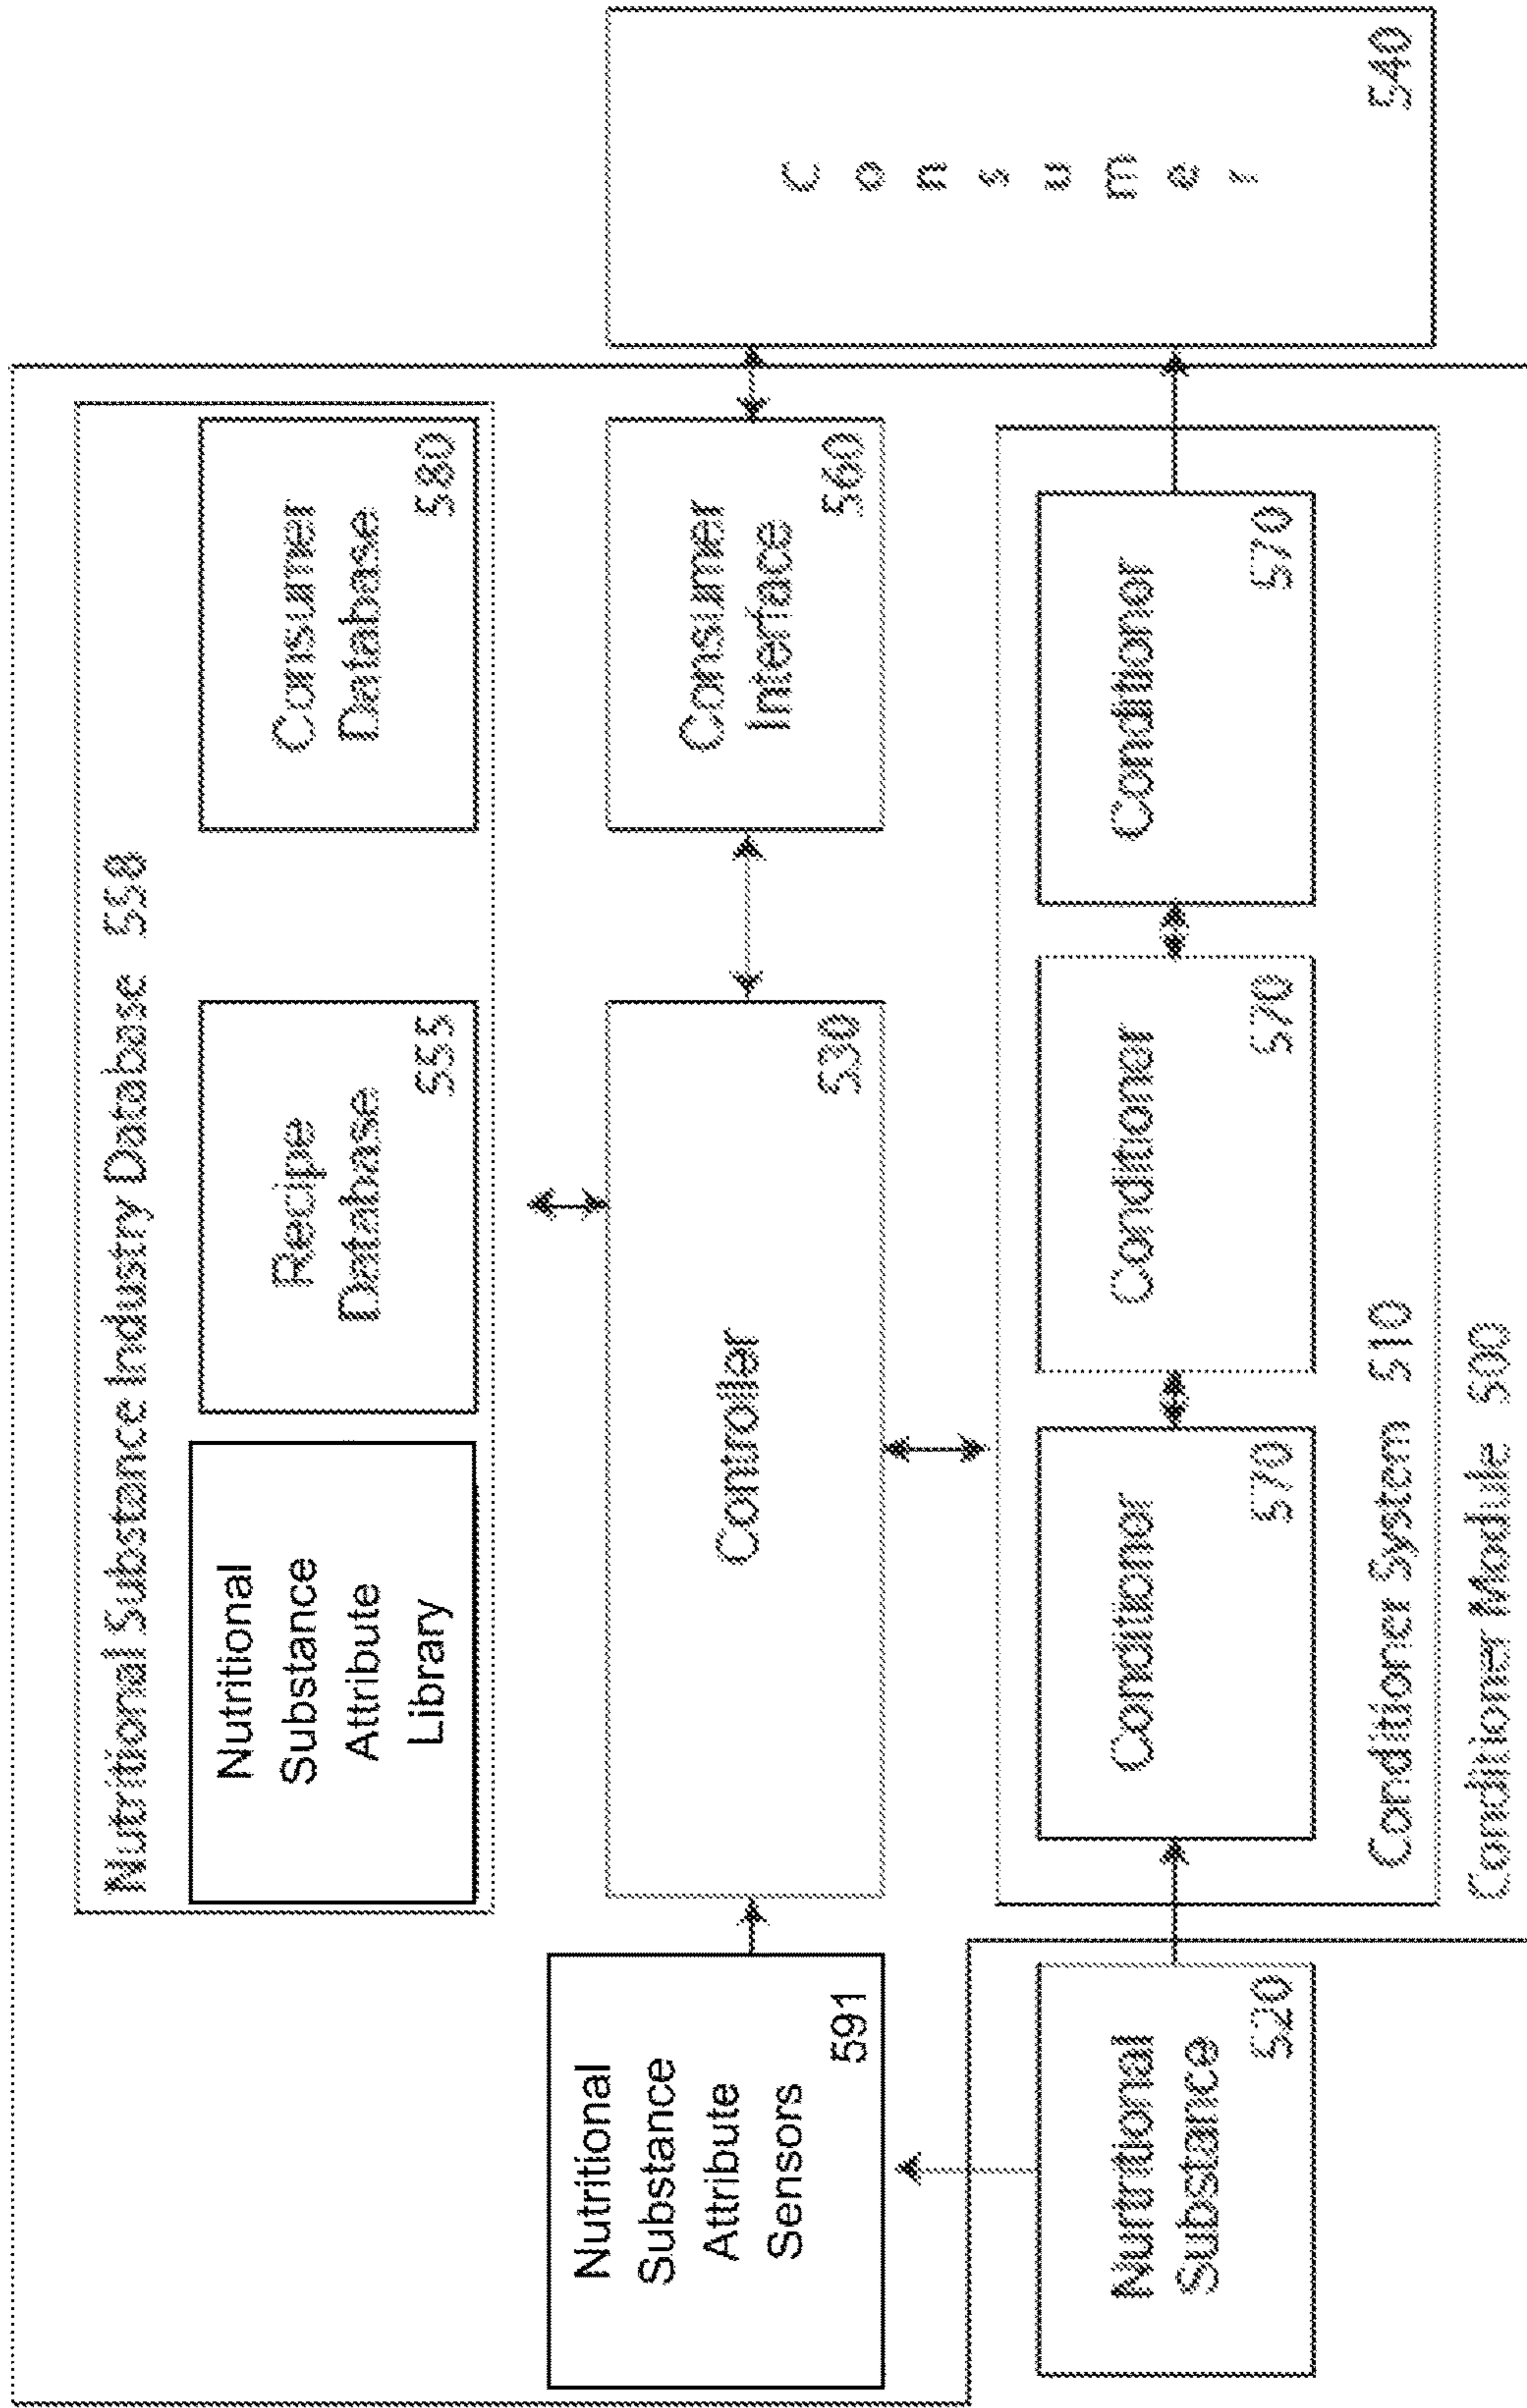 Nutritional Substance Industry Database 558
Nutritional
Substance
Attribute
Library
Recipe
Database
555
Consumer
Database
580
Nutritional
Substance
Attribute
Sensors
591
Controller
530
Consumer
Interface
560
Consumer
540
Nurtritional
Substance
520
Conditioner
570
Conditioner
570
Conditioner
570
Conditioner System 510
Conditioner Module 500